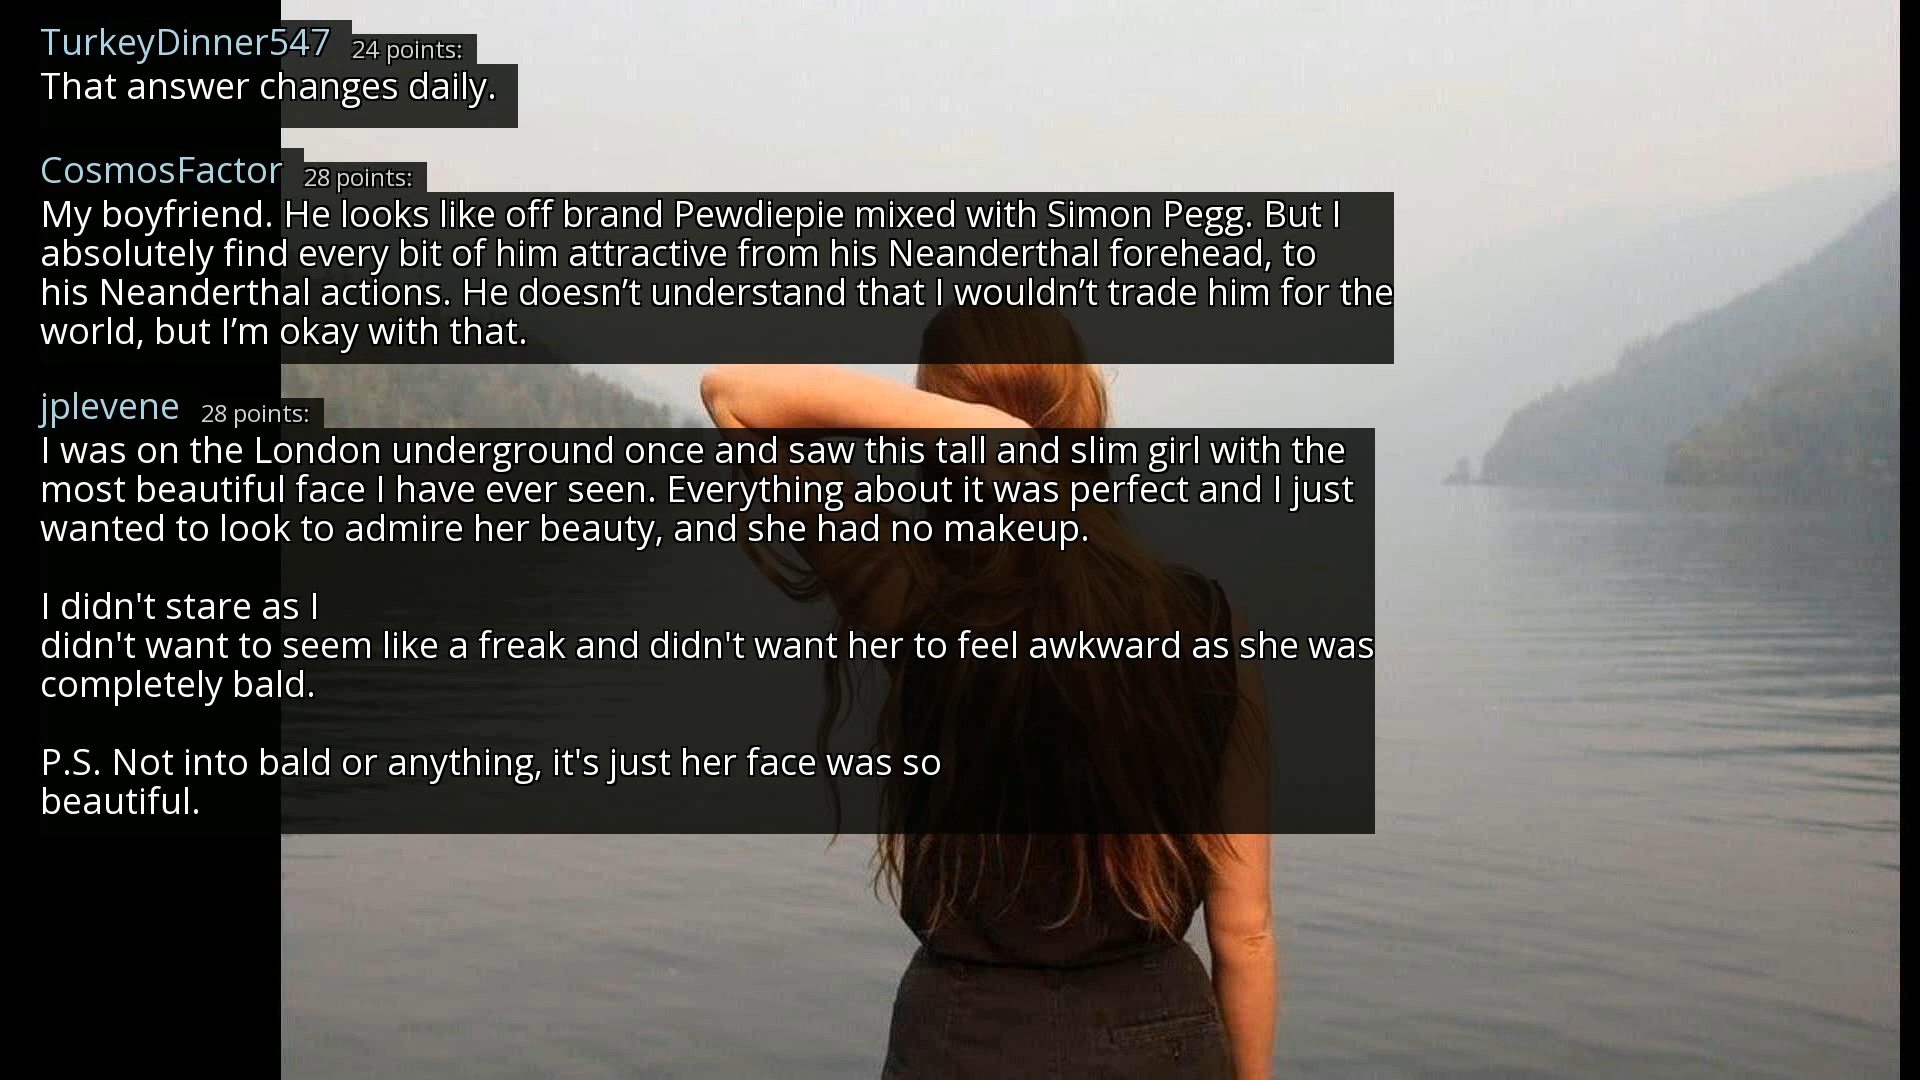 TurkeyDinner547 24 points:
That answer changes daily.
CosmosFactor 28 points:
My boyfriend. He looks like off brand Pewdiepie mixed with Simon Pegg. But I
absolutely find every bit of him attractive from his Neanderthal forehead, to
his Neanderthal actions. He doesn’t understand that I wouldn’t trade him for the
world, but I’m okay with that.
jplevene 28 points:
I was on the London underground once and saw this tall and slim girl with the
most beautiful face I have ever seen. Everything about it was perfect and I just
wanted to look to admire her beauty, and she had no makeup.
I didn't stare as I
didn't want to seem like a freak and didn't want her to feel awkward as she was
completely bald.
P.S. Not into bald or anything, it's just her face was so
beautiful.